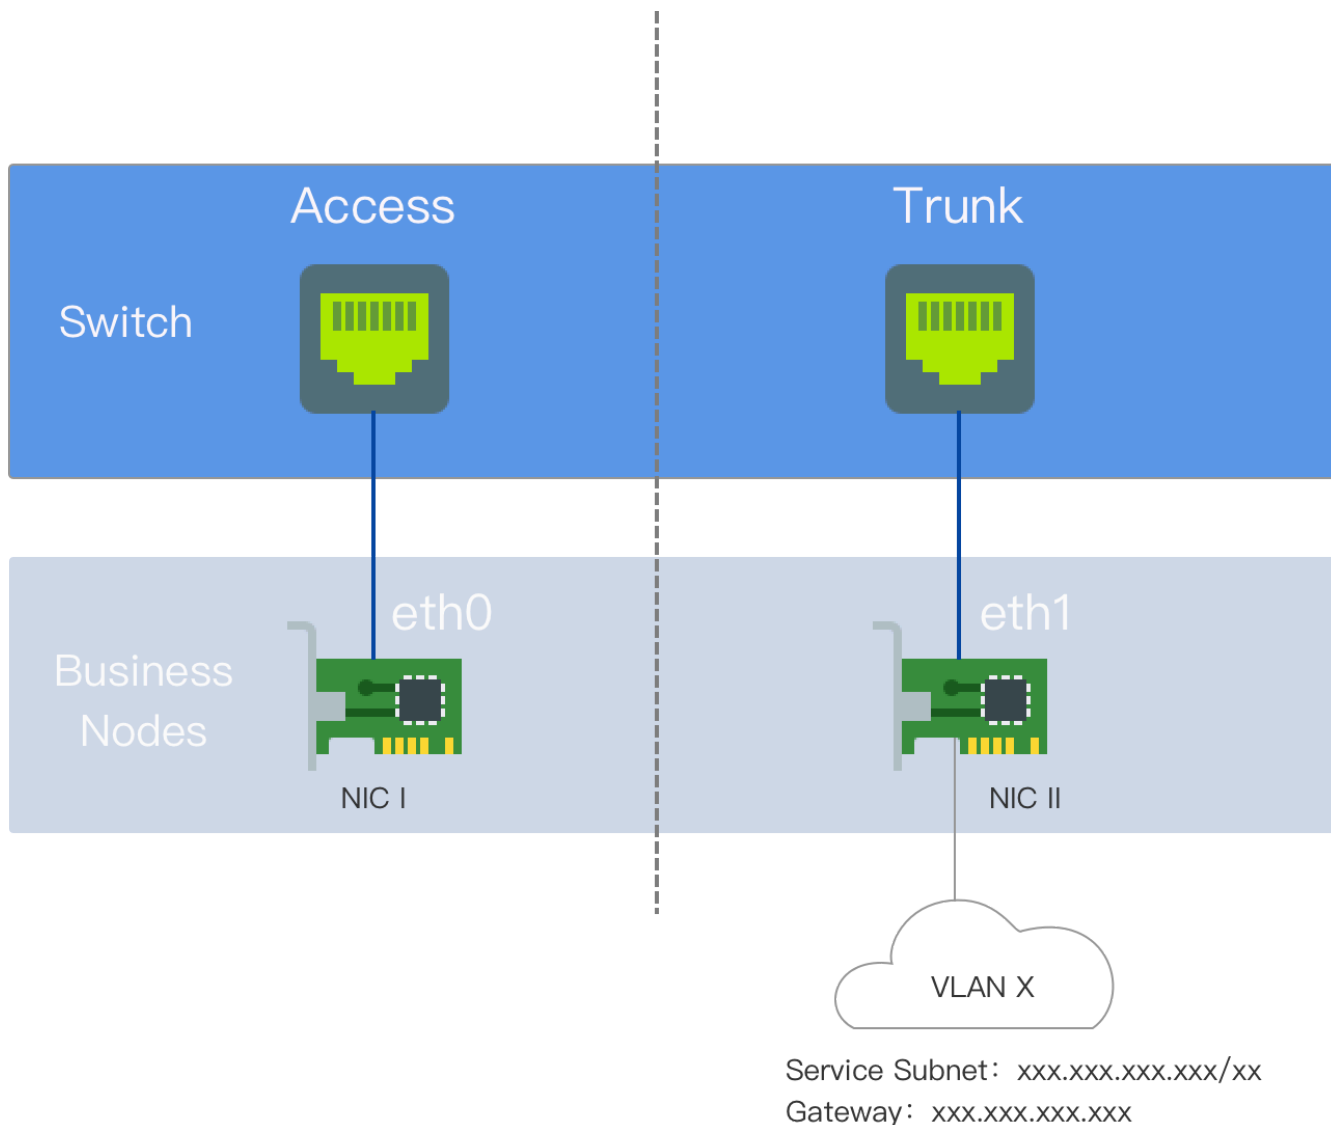 Access
Trunk
Switch
eth0
eth1
Business
Nodes
NIC I
NIC II
VLAN X
Service Subnet：xxx.xxx.xxx.xxx/xx
Gateway：xxx.xxx.xxx.xxx